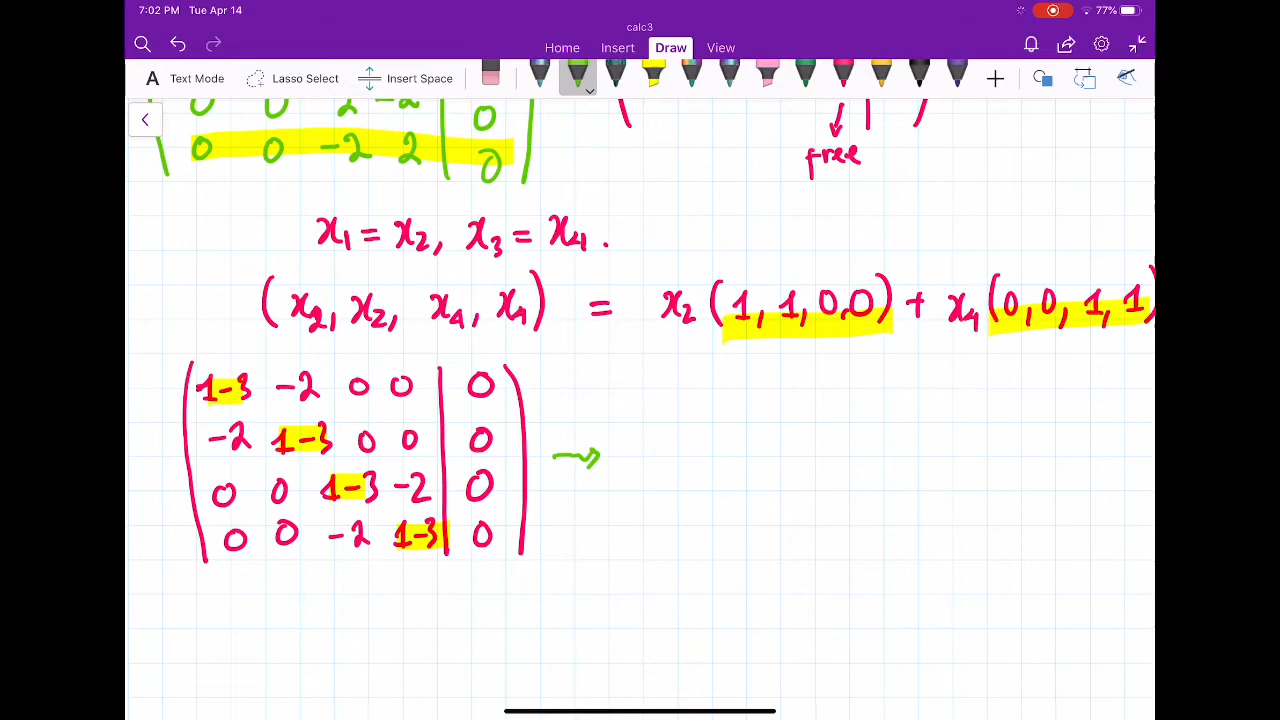 7:02 PM Tue Apr 14
77%
calc3
Home Insert Draw View
A Text Mode Lasso Select Insert Space
0 0 2 -2 0
0 0 -2 2 0
free
x₁ = x₂, x₃ = x₄.
(x₂, x₂, x₄, x₄) = x₂ (1, 1, 0, 0) + x₄ (0, 0, 1, 1)
1-3 -2 0 0 | 0
-2 1-3 0 0 | 0
0 0 1-3 -2 | 0
0 0 -2 1-3 | 0
→